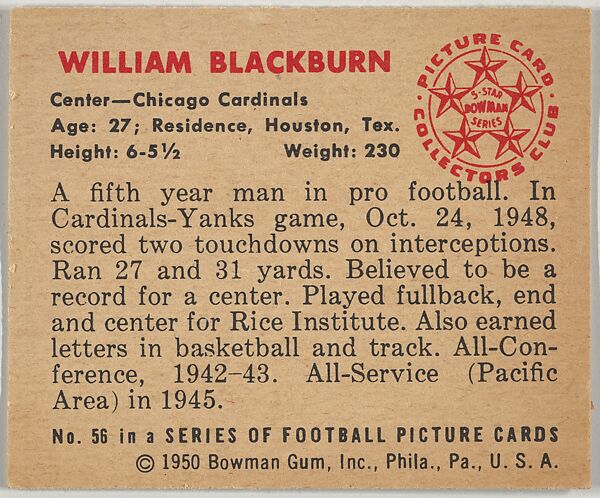 WILLIAM BLACKBURN
Center—Chicago Cardinals
Age: 27; Residence, Houston, Tex.
Height: 6-5½ Weight: 230
PICTURE CARD
5-STAR
BOWMAN
SERIES
COLLECTORS CLUB
A fifth year man in pro football. In
Cardinals-Yanks game, Oct. 24, 1948,
scored two touchdowns on interceptions.
Ran 27 and 31 yards. Believed to be a
record for a center. Played fullback, end
and center for Rice Institute. Also earned
letters in basketball and track. All-Con-
ference, 1942-43. All-Service (Pacific
Area) in 1945.
No. 56 in a SERIES OF FOOTBALL PICTURE CARDS
© 1950 Bowman Gum, Inc., Phila., Pa., U. S. A.